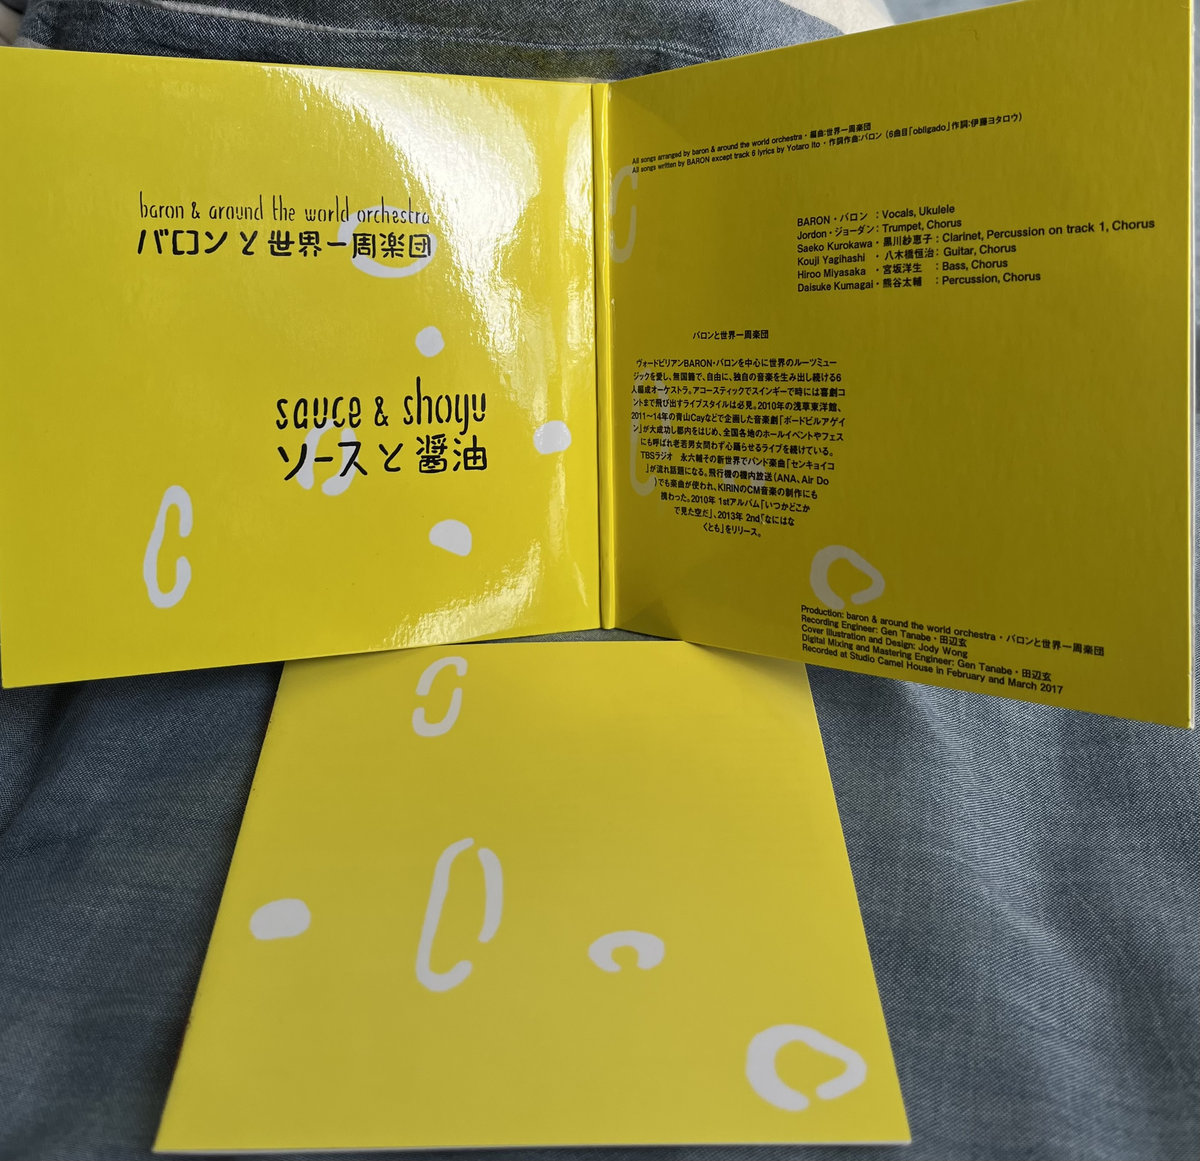 baron & around the world orchestra
バロンと世界一周楽団
sauce & shoyu
ソースと醤油
All songs arranged by baron & around the world orchestra・編曲:世界一周楽団
All songs written by BARON except track 6 lyrics by Yotaro Ito・作詞作曲:バロン (6曲目「obligado」作詞:伊藤ヨタロウ)
BARON・バロン : Vocals, Ukulele
Jordon・ジョーダン : Trumpet, Chorus
Saeko Kurokawa・黒川紗恵子 : Clarinet, Percussion on track 1, Chorus
Kouji Yagihashi ・八木橋恒治 : Guitar, Chorus
Hiroo Miyasaka ・宮坂洋生 : Bass, Chorus
Daisuke Kumagai・熊谷太輔 : Percussion, Chorus
バロンと世界一周楽団
ヴォードビリアンBARON・バロンを中心に世界のルーツミュー
ジックを愛し、無国籍で、自由に、独自の音楽を生み出し続ける6
人編成オーケストラ。アコースティックでスインギーで時には喜劇コ
ントまで飛び出すライブスタイルは必見。2010年の浅草東洋館、
2011〜14年の青山Cayなどで企画した音楽劇「ボードビルアゲイ
ン」が大成功し都内をはじめ、全国各地のホールイベントやフェス
にも呼ばれ老若男女問わず心踊らせるライブを続けている。
TBSラジオ 永六輔その新世界でバンド楽曲「センキョイコ
」が流れ話題になる。飛行機の機内放送(ANA、Air Do
)でも楽曲が使われ、KIRINのCM音楽の制作にも
携わった。2010年 1stアルバム「いつかどこか
で見た空だ」、2013年 2nd「なにはな
くとも」をリリース。
Production: baron & around the world orchestra・バロンと世界一周楽団
Recording Engineer: Gen Tanabe・田辺玄
Cover Illustration and Design: Jody Wong
Digital Mixing and Mastering Engineer: Gen Tanabe・田辺玄
Recorded at Studio Camel House in February and March 2017